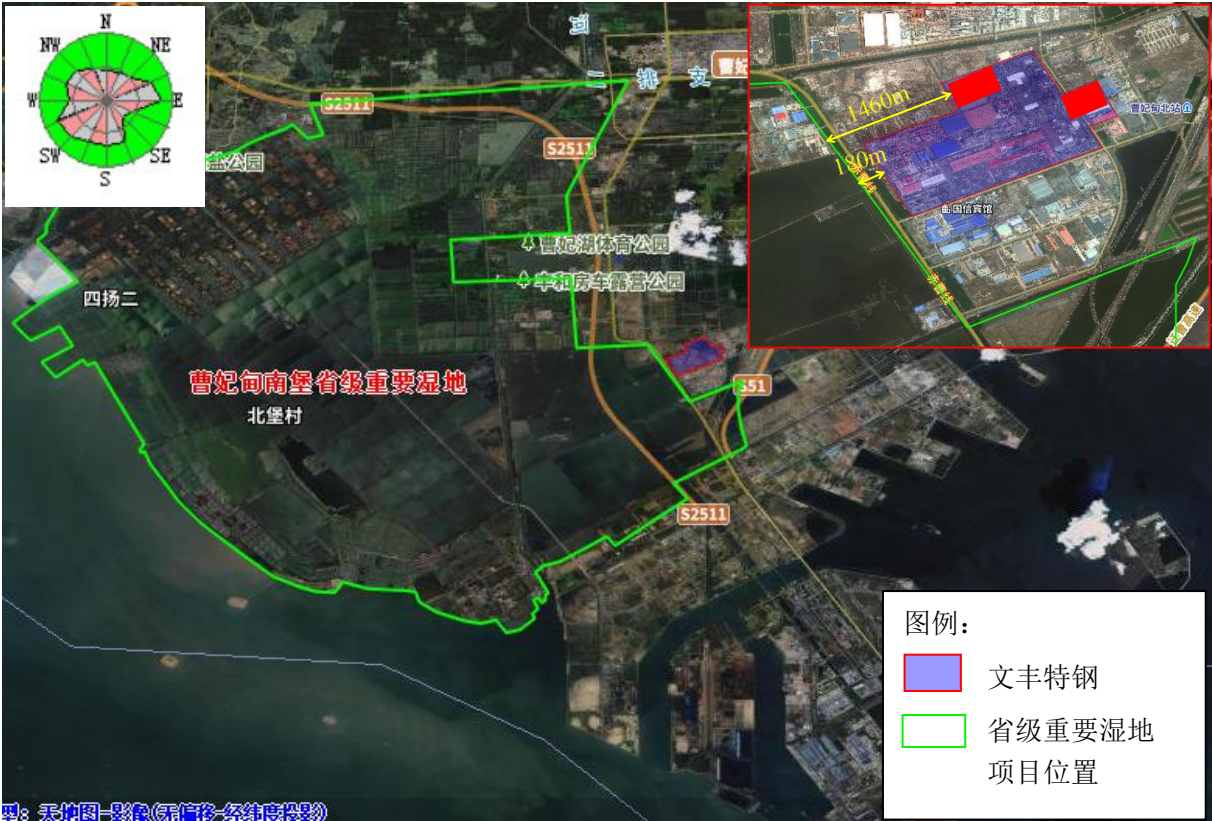 N
NW
NE
W
E
SW
SE
S
二 排 支
曹妃
S2511
S2511
盐公园
曹妃湖体育公园
丰和房车露营公园
四扬二
曹妃甸南堡省级重要湿地
北堡村
S51
S2511
1460m
180m
曹妃甸北站
国信宾馆
图例：
文丰特钢
省级重要湿地
项目位置
型：天地图-影像(无偏移-经纬度投影)